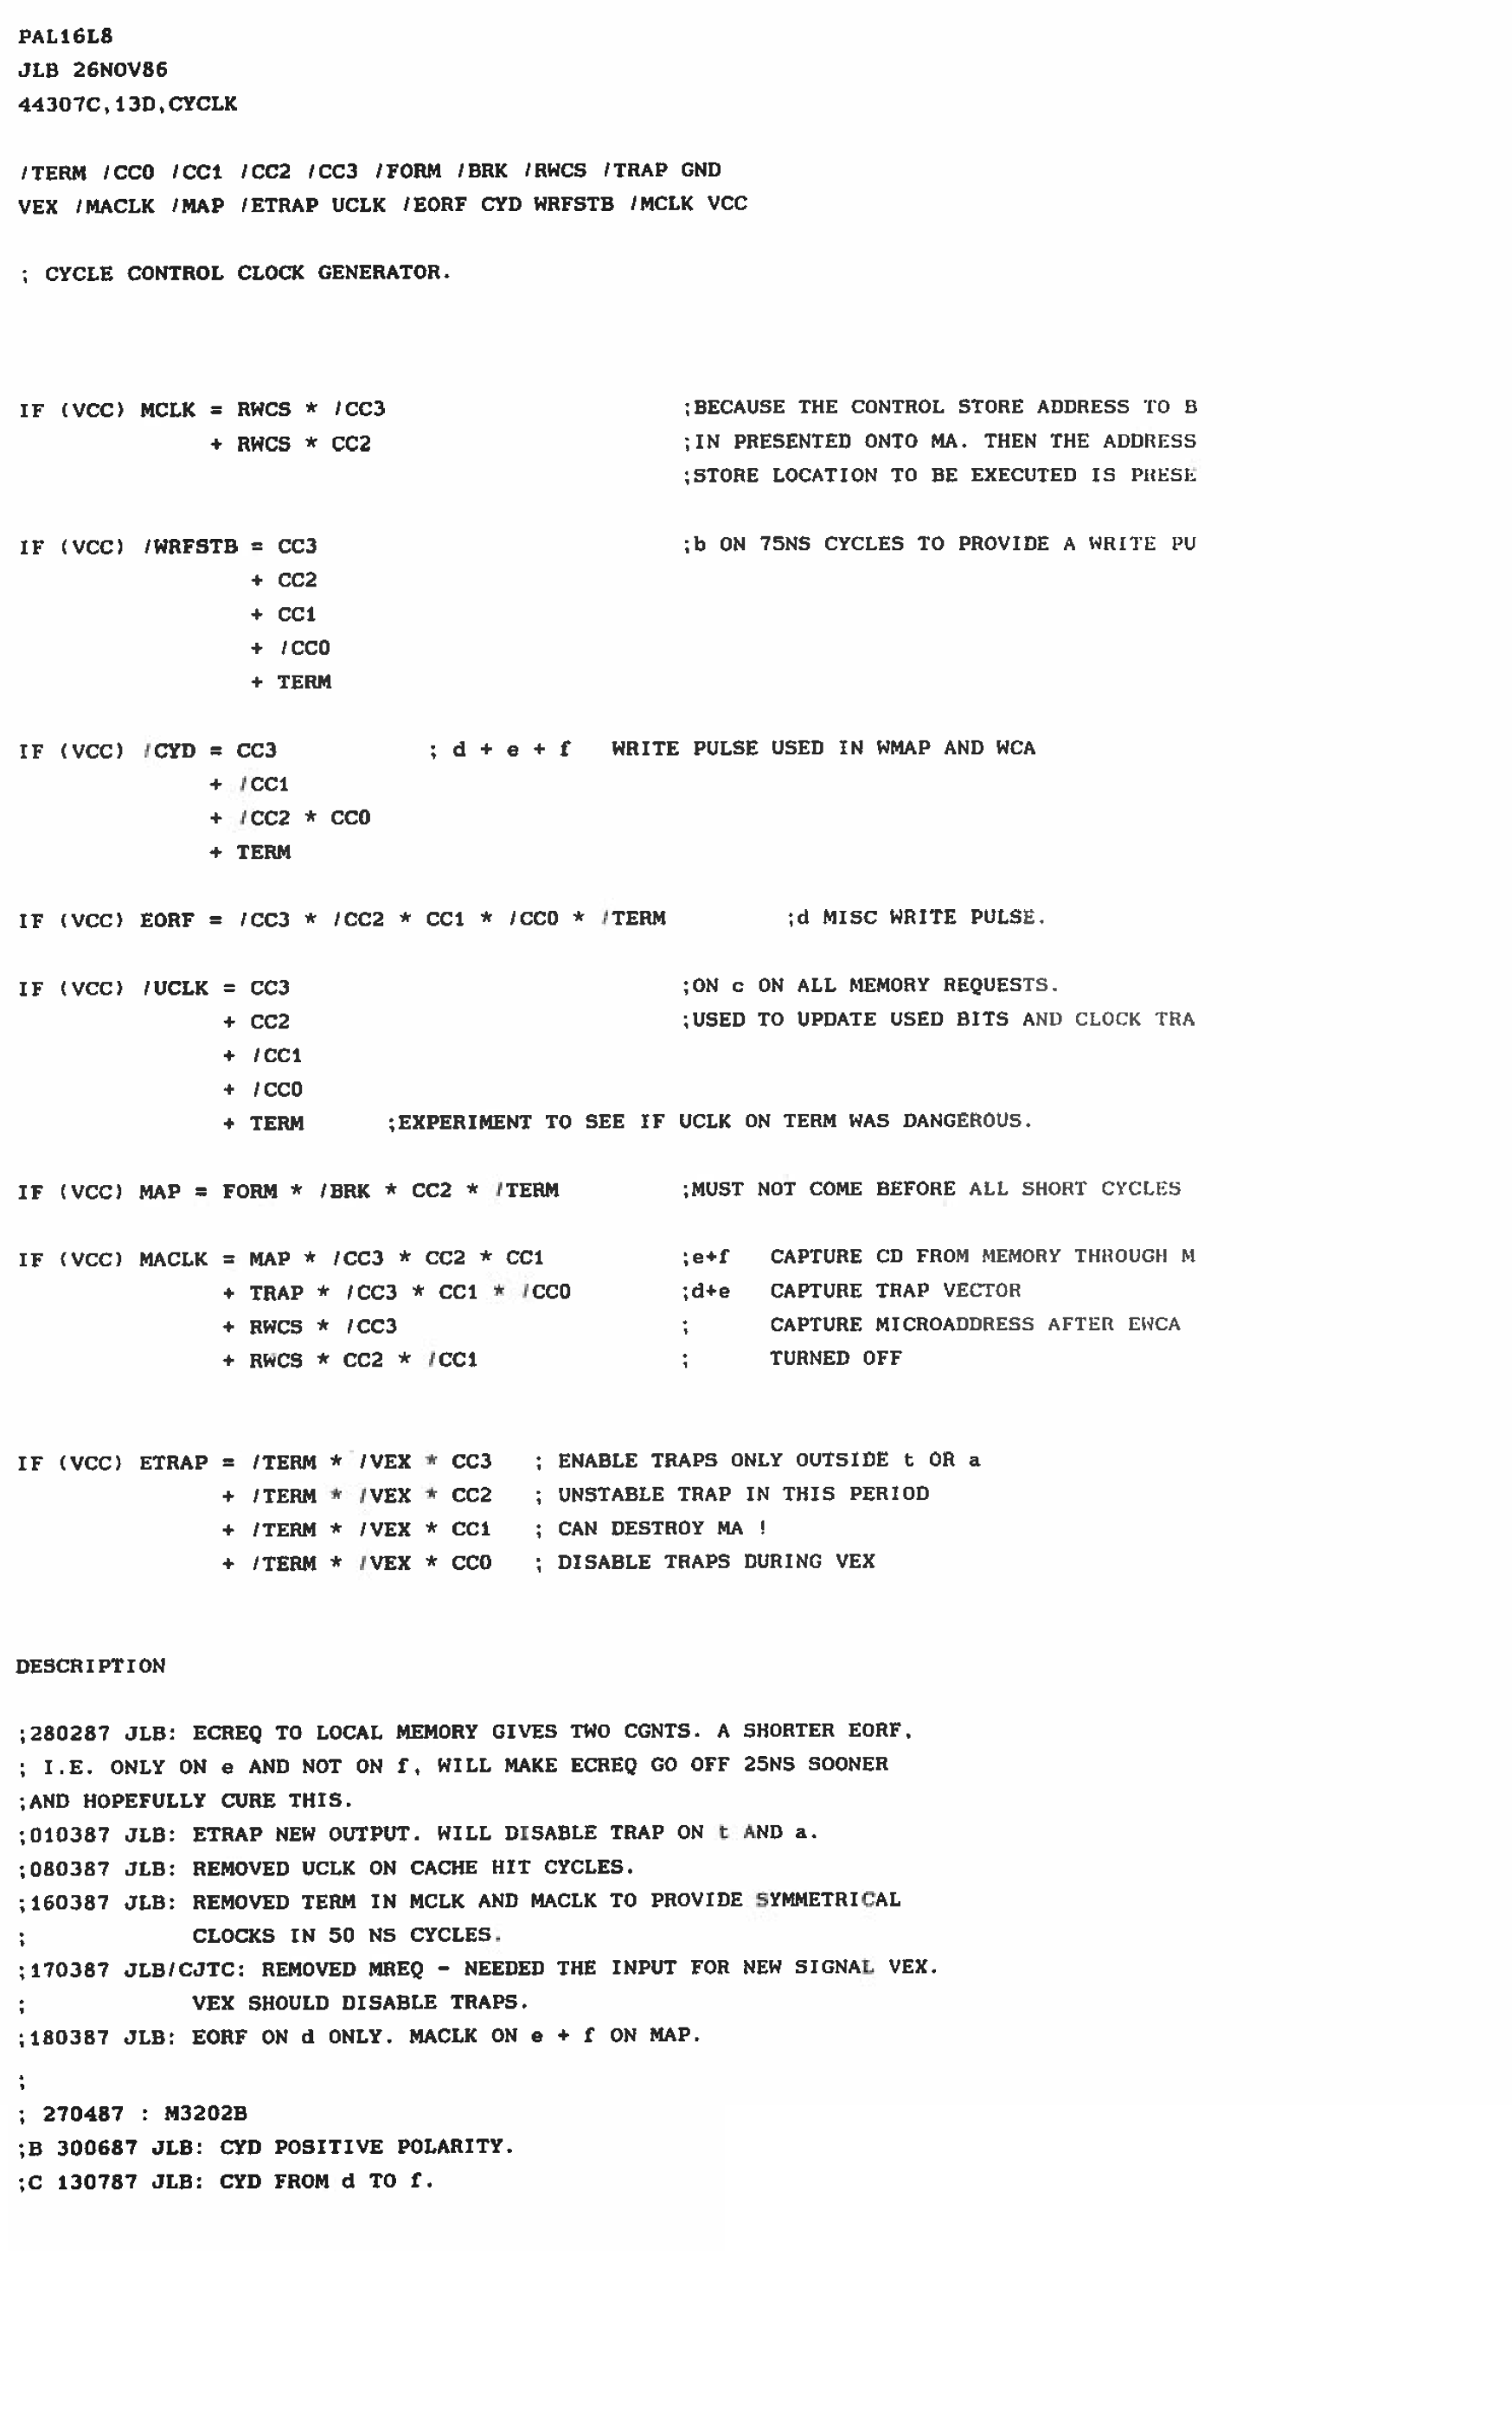 PAL16L8
JLB 26NOV86
44307C,13D,CYCLK
/TERM /CC0 /CC1 /CC2 /CC3 /FORM /BRK /RWCS /TRAP GND
VEX /MACLK /MAP /ETRAP UCLK /EORF CYD WRFSTB /MCLK VCC
; CYCLE CONTROL CLOCK GENERATOR.
IF (VCC) MCLK = RWCS * /CC3 ;BECAUSE THE CONTROL STORE ADDRESS TO B
+ RWCS * CC2 ;IN PRESENTED ONTO MA. THEN THE ADDRESS
;STORE LOCATION TO BE EXECUTED IS PRESE
IF (VCC) /WRFSTB = CC3 ;b ON 75NS CYCLES TO PROVIDE A WRITE PU
+ CC2
+ CC1
+ /CC0
+ TERM
IF (VCC) /CYD = CC3 ; d + e + f WRITE PULSE USED IN WMAP AND WCA
+ /CC1
+ /CC2 * CC0
+ TERM
IF (VCC) EORF = /CC3 * /CC2 * CC1 * /CC0 * /TERM ;d MISC WRITE PULSE.
IF (VCC) /UCLK = CC3 ;ON c ON ALL MEMORY REQUESTS.
+ CC2 ;USED TO UPDATE USED BITS AND CLOCK TRA
+ /CC1
+ /CC0
+ TERM ;EXPERIMENT TO SEE IF UCLK ON TERM WAS DANGEROUS.
IF (VCC) MAP = FORM * /BRK * CC2 * /TERM ;MUST NOT COME BEFORE ALL SHORT CYCLES
IF (VCC) MACLK = MAP * /CC3 * CC2 * CC1 ;e+f CAPTURE CD FROM MEMORY THROUGH M
+ TRAP * /CC3 * CC1 * /CC0 ;d+e CAPTURE TRAP VECTOR
+ RWCS * /CC3 ; CAPTURE MICROADDRESS AFTER EWCA
+ RWCS * CC2 * /CC1 ; TURNED OFF
IF (VCC) ETRAP = /TERM * /VEX * CC3 ; ENABLE TRAPS ONLY OUTSIDE t OR a
+ /TERM * /VEX * CC2 ; UNSTABLE TRAP IN THIS PERIOD
+ /TERM * /VEX * CC1 ; CAN DESTROY MA !
+ /TERM * /VEX * CC0 ; DISABLE TRAPS DURING VEX
DESCRIPTION
;280287 JLB: ECREQ TO LOCAL MEMORY GIVES TWO CGNTS. A SHORTER EORF,
; I.E. ONLY ON e AND NOT ON f, WILL MAKE ECREQ GO OFF 25NS SOONER
;AND HOPEFULLY CURE THIS.
;010387 JLB: ETRAP NEW OUTPUT. WILL DISABLE TRAP ON t AND a.
;080387 JLB: REMOVED UCLK ON CACHE HIT CYCLES.
;160387 JLB: REMOVED TERM IN MCLK AND MACLK TO PROVIDE SYMMETRICAL
; CLOCKS IN 50 NS CYCLES.
;170387 JLB/CJTC: REMOVED MREQ - NEEDED THE INPUT FOR NEW SIGNAL VEX.
; VEX SHOULD DISABLE TRAPS.
;180387 JLB: EORF ON d ONLY. MACLK ON e + f ON MAP.
;
; 270487 : M3202B
;B 300687 JLB: CYD POSITIVE POLARITY.
;C 130787 JLB: CYD FROM d TO f.